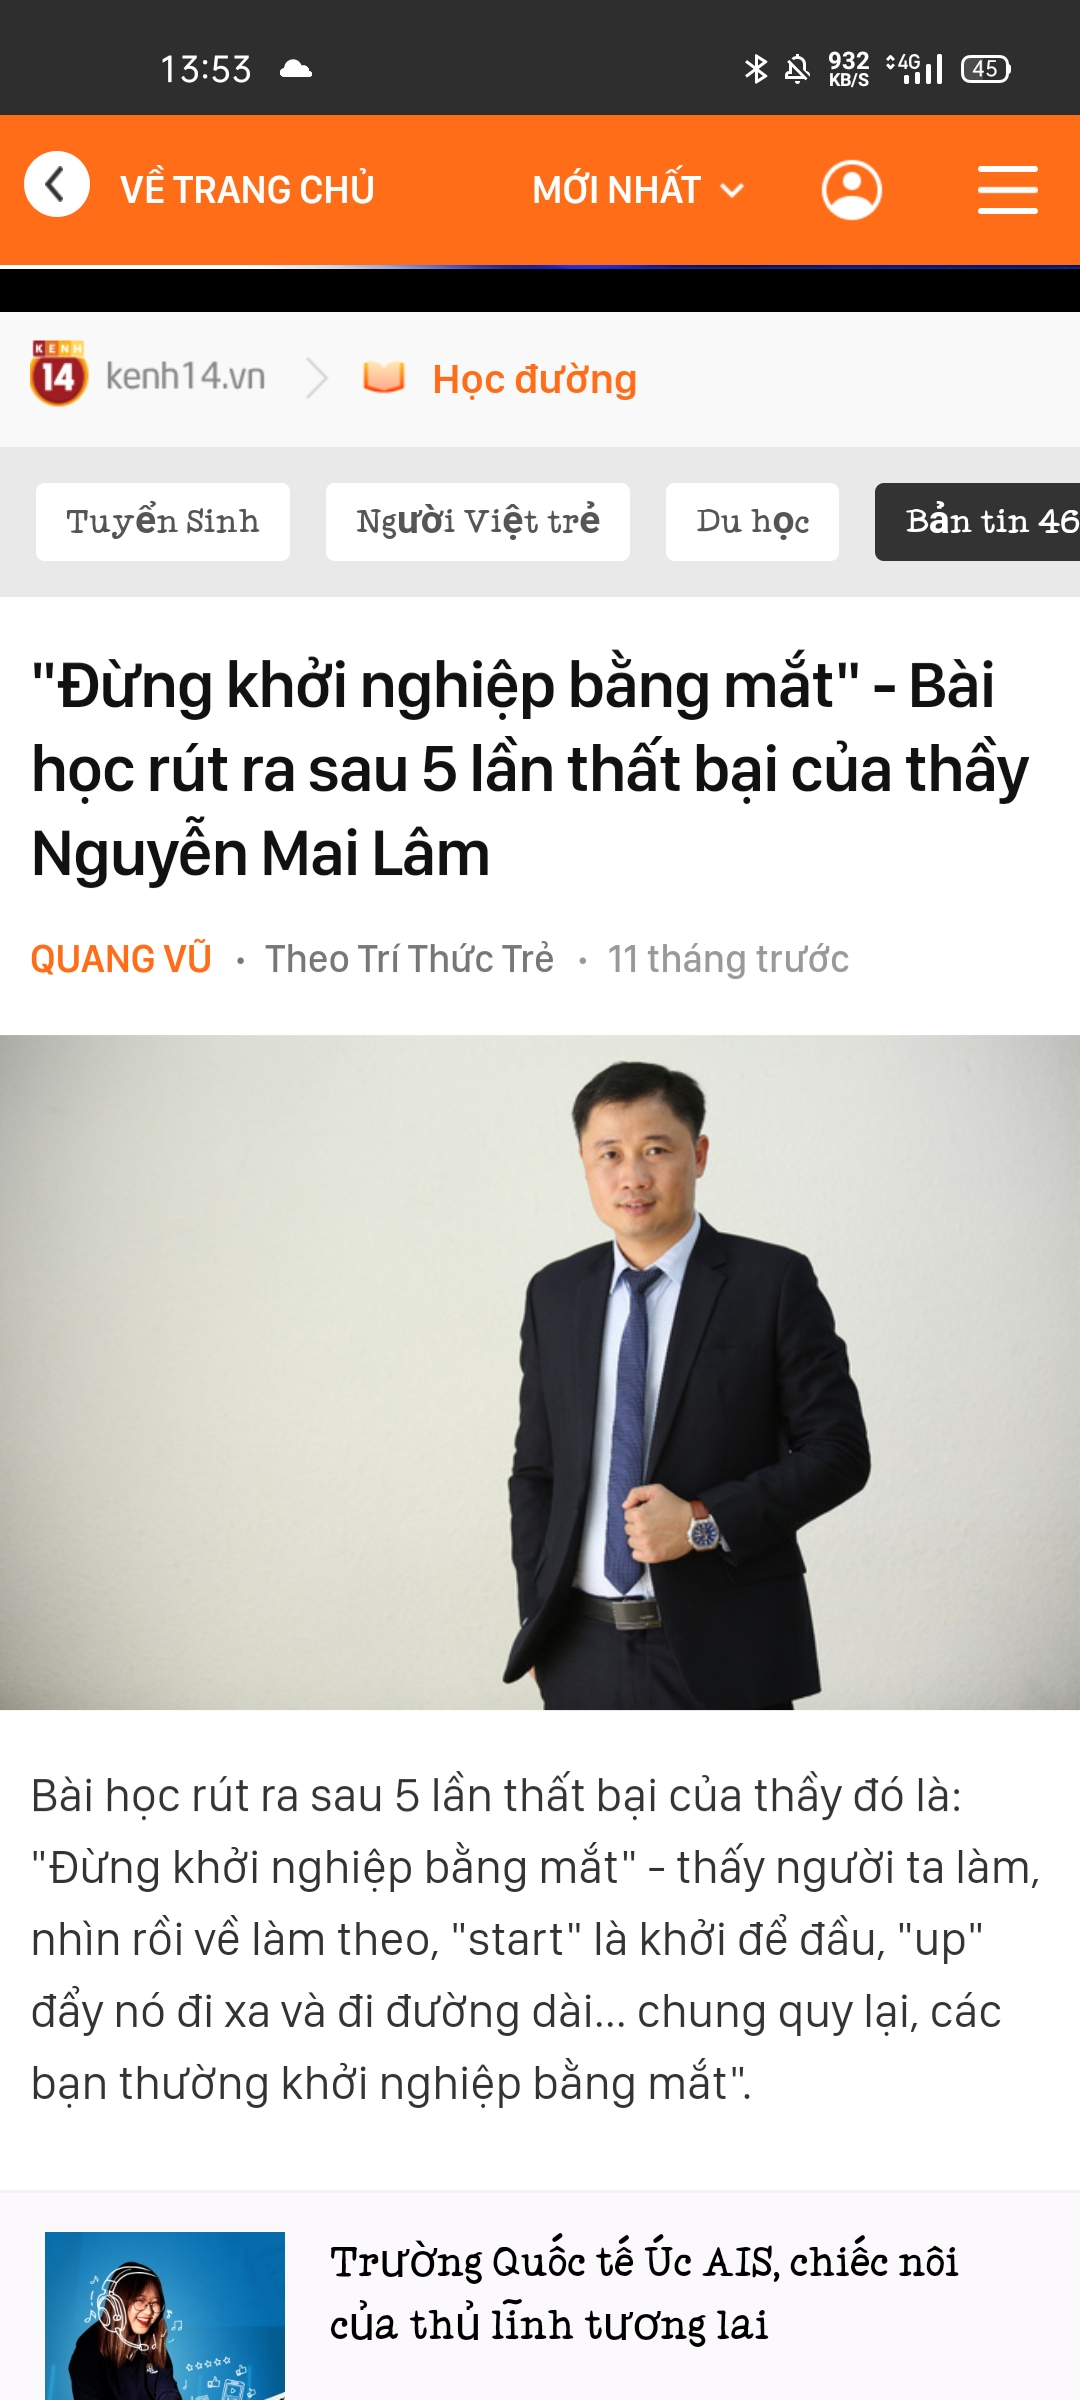 13:53
932
KB/S
4G
45
VỀ TRANG CHỦ
MỚI NHẤT
KENH
14
kenh14.vn
Học đường
Tuyển Sinh
Người Việt trẻ
Du học
Bản tin 46
"Đừng khởi nghiệp bằng mắt" - Bài
học rút ra sau 5 lần thất bại của thầy
Nguyễn Mai Lâm
QUANG VŨ • Theo Trí Thức Trẻ • 11 tháng trước
Bài học rút ra sau 5 lần thất bại của thầy đó là:
"Đừng khởi nghiệp bằng mắt" - thấy người ta làm,
nhìn rồi về làm theo, "start" là khởi để đầu, "up"
đẩy nó đi xa và đi đường dài... chung quy lại, các
bạn thường khởi nghiệp bằng mắt".
Trường Quốc tế Úc AIS, chiếc nôi
của thủ lĩnh tương lai